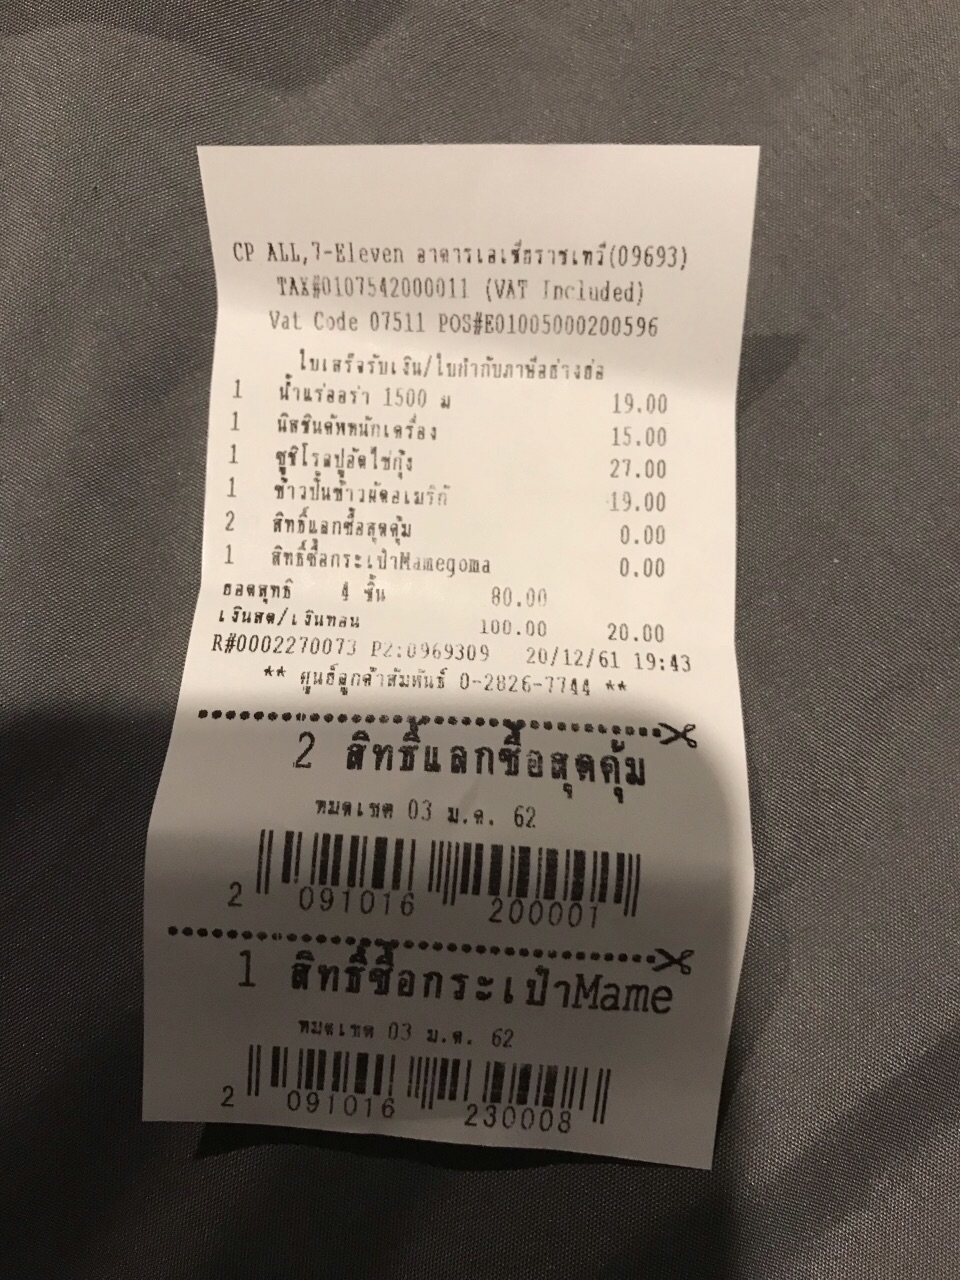 CP ALL,7-Eleven อาคารเอเชียราชเทวี(09693)
TAX#0107542000011 (VAT Included)
Vat Code 07511 POS#E01005000200596
ใบเสร็จรับเงิน/ใบกำกับภาษีอย่างย่อ
1 น้ำแร่ออร่า 1500 ม 19.00
1 นิสชินคัพหนักเครื่อง 15.00
1 ซูชิโรลปูอัดไข่กุ้ง 27.00
1 ข้าวปั้นข้าวผัดอเมริกั 19.00
2 สิทธิ์แลกซื้อสุดคุ้ม 0.00
1 สิทธิ์ซื้อกระเป๋าMamegoma 0.00
ยอดสุทธิ 4 ชิ้น 80.00
เงินสด/เงินทอน 100.00 20.00
R#0002270073 P2:0969309 20/12/61 19:43
** ศูนย์ลูกค้าสัมพันธ์ 0-2826-7744 **
2 สิทธิ์แลกซื้อสุดคุ้ม
หมดเขต 03 ม.ค. 62
2 091016 200001
1 สิทธิ์ซื้อกระเป๋าMame
หมดเขต 03 ม.ค. 62
2 091016 230008